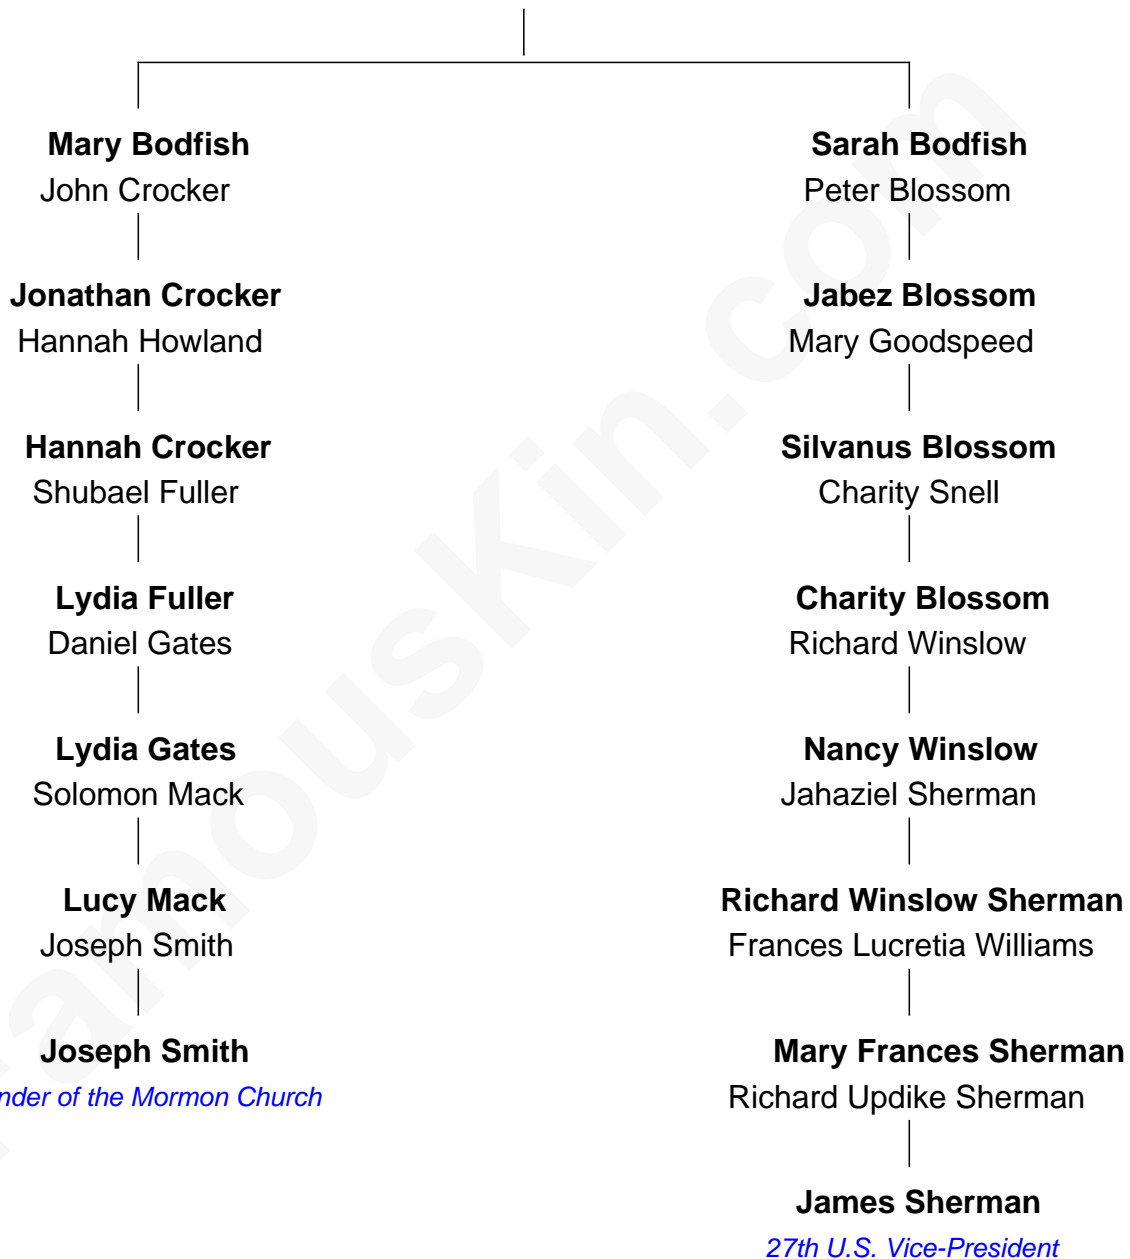 Mary Bodfish
John Crocker
Jonathan Crocker
Hannah Howland
Hannah Crocker
Shubael Fuller
Lydia Fuller
Daniel Gates
Lydia Gates
Solomon Mack
Lucy Mack
Joseph Smith
Joseph Smith
nder of the Mormon Church
Sarah Bodfish
Peter Blossom
Jabez Blossom
Mary Goodspeed
Silvanus Blossom
Charity Snell
Charity Blossom
Richard Winslow
Nancy Winslow
Jahaziel Sherman
Richard Winslow Sherman
Frances Lucretia Williams
Mary Frances Sherman
Richard Updike Sherman
James Sherman
27th U.S. Vice-President
FamousKin.com